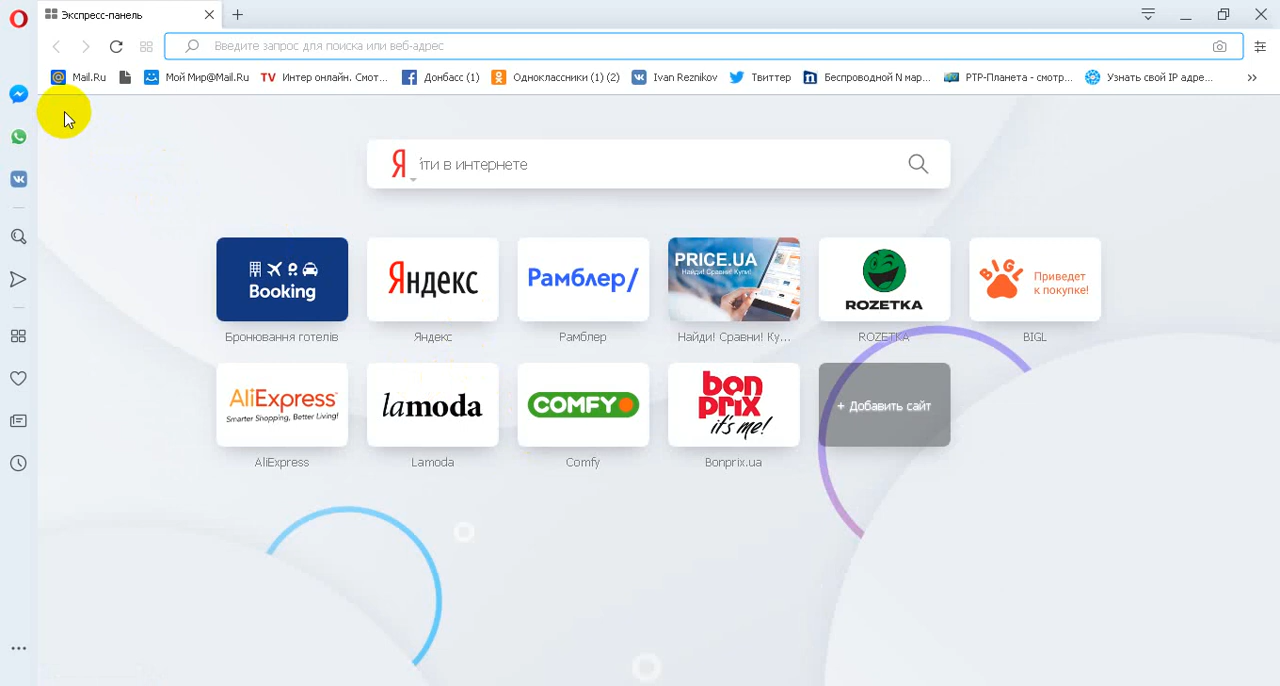 Экспресс-панель
Введите запрос для поиска или веб-адрес
Mail.Ru Мой Мир@Mail.Ru TV Интер онлайн. Смот... Донбасс (1) Одноклассники (1) (2) Ivan Reznikov Твиттер Беспроводной N мар... РТР-Планета - смотр... Узнать свой IP адре...
Я йти в интернете
Booking Яндекс Рамблер/ PRICE.UA Найди! Сравни! Купи! ROZETKA BIGL Приведет к покупке!
Бронювання готелів Яндекс Рамблер Найди! Сравни! Ку... ROZETKA BIGL
AliExpress Smarter Shopping, Better Living! lamoda COMFY bon prix it's me! + Добавить сайт
AliExpress Lamoda Comfy Bonprix.ua